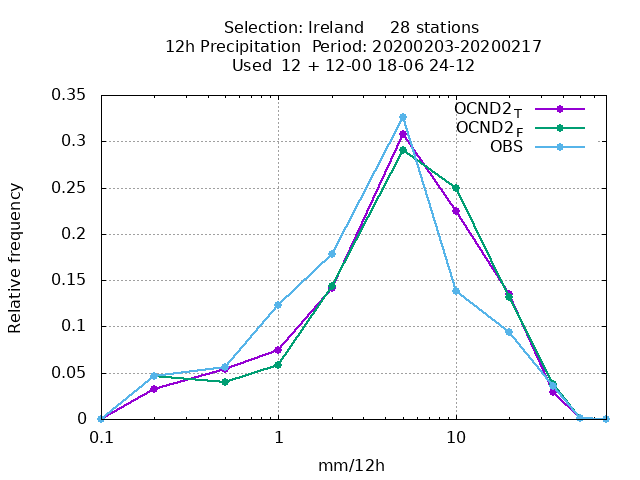 Selection: Ireland     28 stations
12h Precipitation  Period: 20200203-20200217
Used  12 + 12-00 18-06 24-12
OCND2_T
OCND2_F
OBS
0.35
0.3
0.25
0.2
0.15
0.1
0.05
0
Relative frequency
0.1 1 10
mm/12h